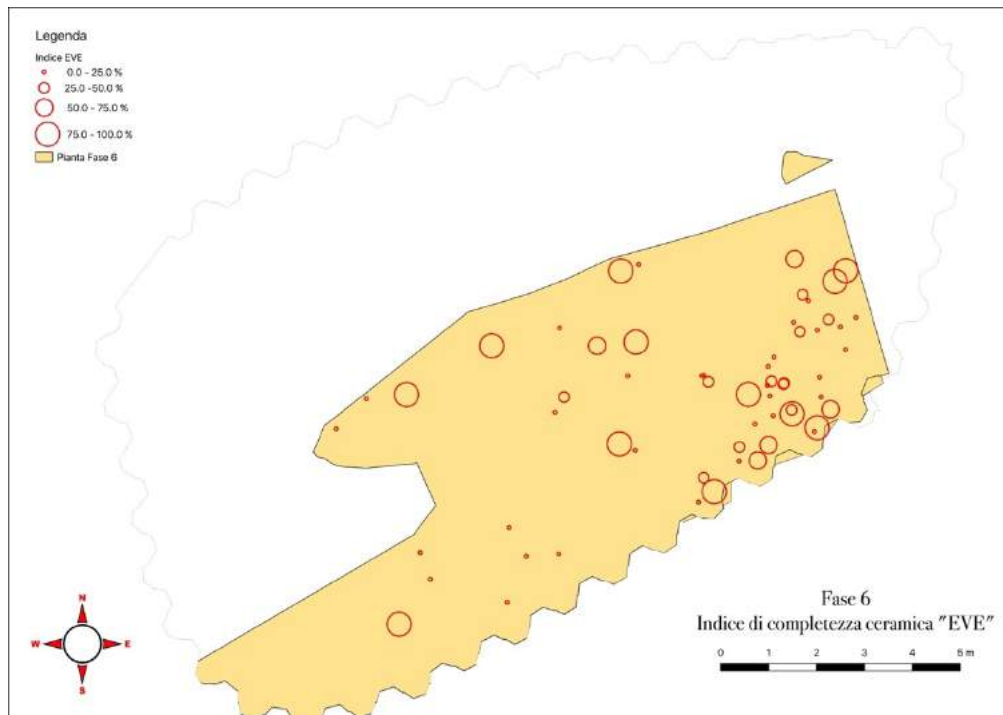 Legenda
Indice EVE
0.0 - 25.0 %
25.0 -50.0 %
50.0 - 75.0 %
75.0 - 100.0 %
Pianta Fase 6
N
W E
S
Fase 6
Indice di completezza ceramica "EVE"
0 1 2 3 4 5 m